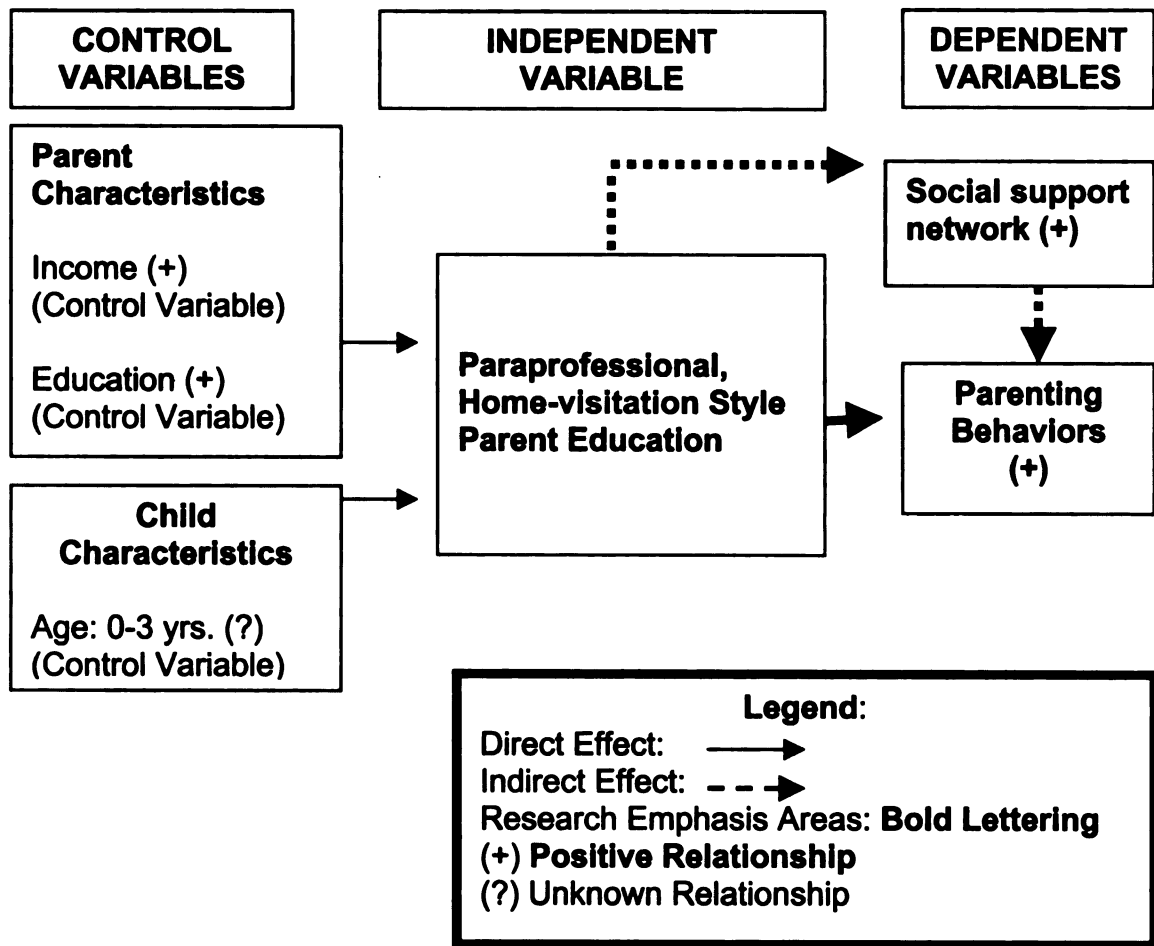 CONTROL
VARIABLES
INDEPENDENT
VARIABLE
DEPENDENT
VARIABLES
Parent
Characteristics
Income (+)
(Control Variable)
Education (+)
(Control Variable)
Child
Characteristics
Age: 0-3 yrs. (?)
(Control Variable)
Paraprofessional,
Home-visitation Style
Parent Education
Social support
network (+)
Parenting
Behaviors
(+)
Legend:
Direct Effect:
Indirect Effect:
Research Emphasis Areas: Bold Lettering
(+) Positive Relationship
(?) Unknown Relationship